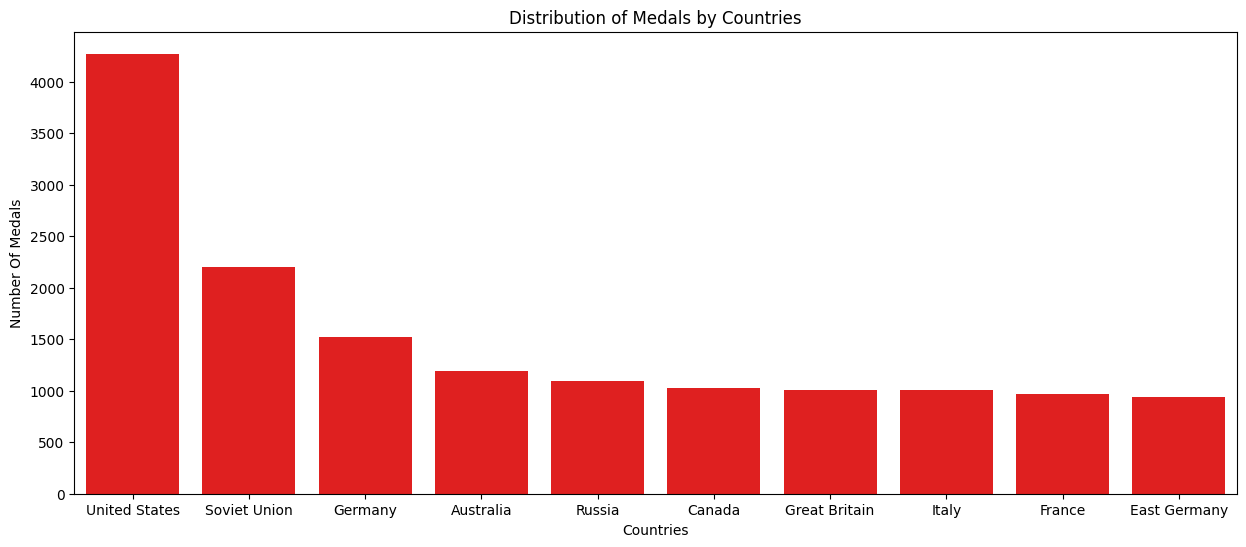 Distribution of Medals by Countries
Number Of Medals
4000
3500
3000
2500
2000
1500
1000
500
0
United States Soviet Union Germany Australia Russia Canada Great Britain Italy France East Germany
Countries